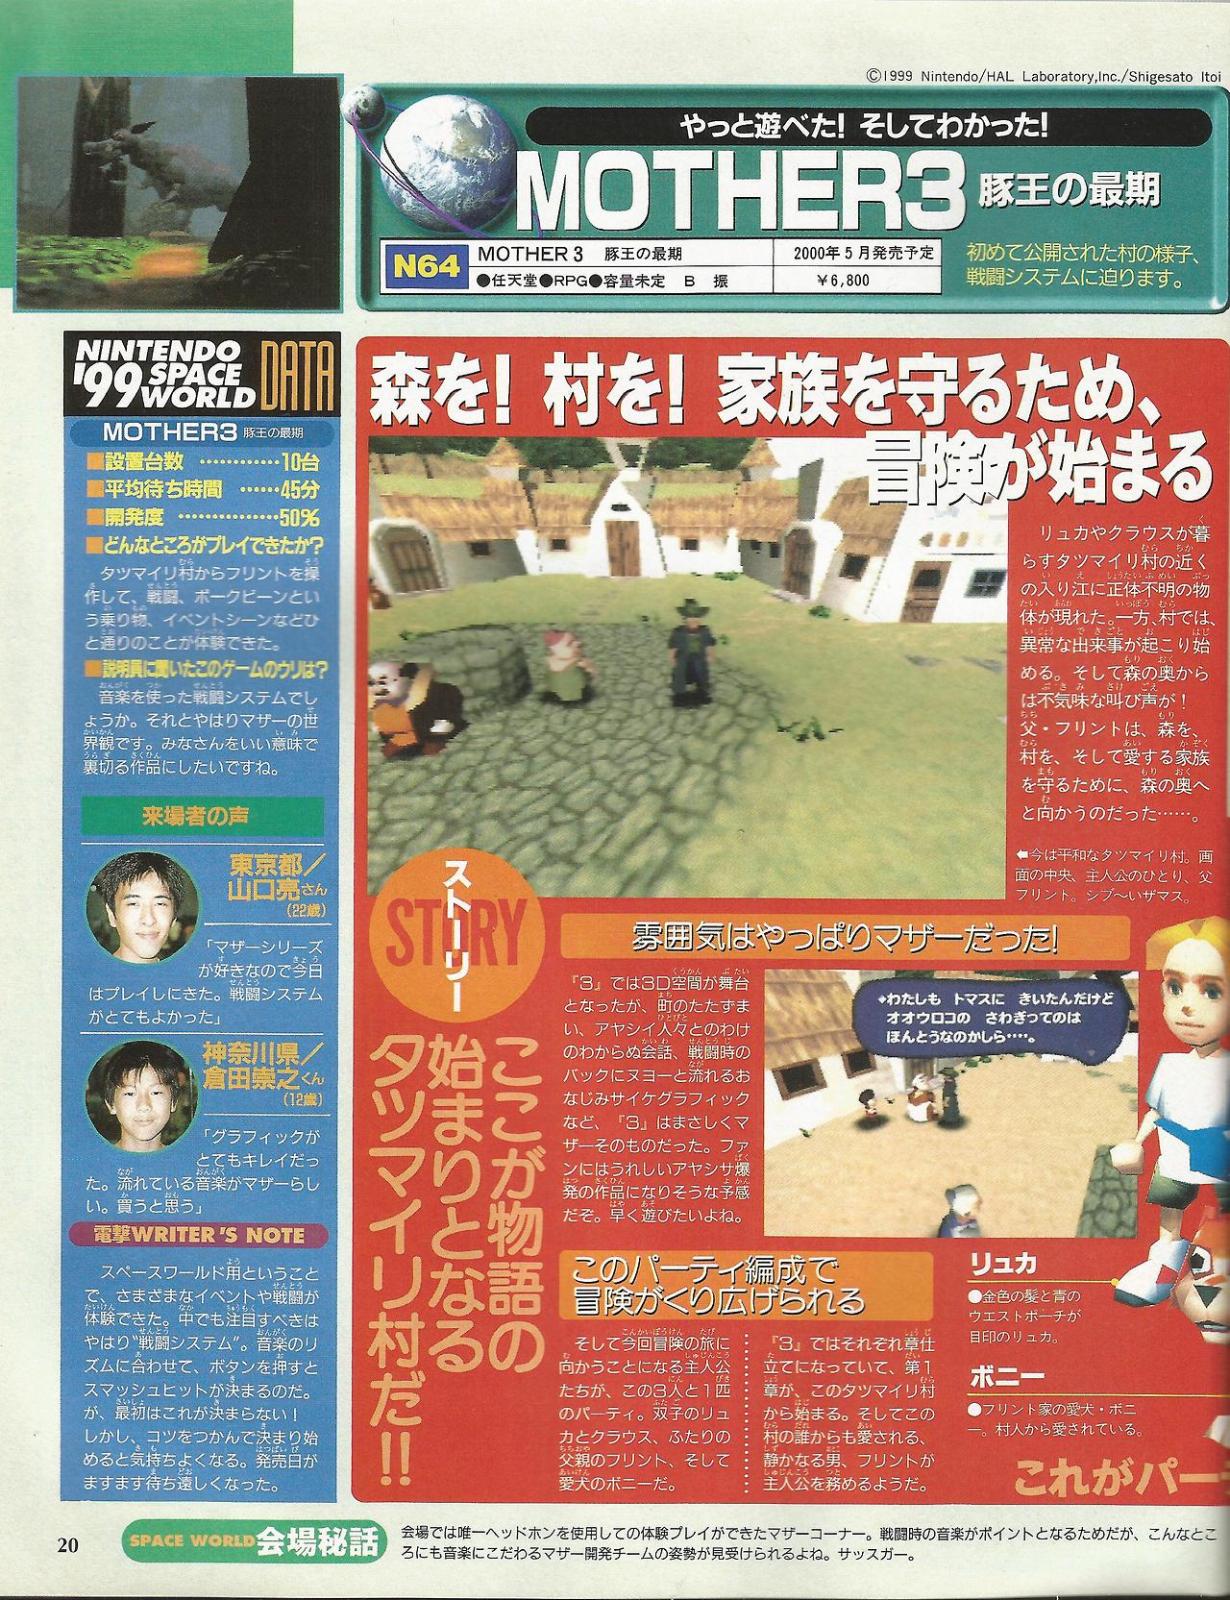 ©1999 Nintendo/HAL Laboratory,Inc./Shigesato Itoi
やっと遊べた! そしてわかった!
MOTHER3 豚王の最期
N64
MOTHER 3 豚王の最期
●任天堂●RPG●容量未定 B 振
2000年5月発売予定
¥6,800
初めて公開された村の様子、
戦闘システムに迫ります。
NINTENDO
SPACE
'99 WORLD
DATA
MOTHER3 豚王の最期
■設置台数 …………10台
■平均待ち時間 ……45分
■開発度 ……………50%
■どんなところがプレイできたか?
タツマイリ村からフリントを操
作して、戦闘、ポークビーンとい
う乗り物、イベントシーンなどひ
と通りのことが体験できた。
■説明員に聞いたこのゲームのウリは?
音楽を使った戦闘システムでし
ょうか。それとやはりマザーの世
界観です。みなさんをいい意味で
裏切る作品にしたいですね。
来場者の声
東京都/
山口亮さん
(22歳)
「マザーシリーズ
が好きなので今日
はプレイしにきた。戦闘システム
がとてもよかった」
神奈川県/
倉田崇之くん
(12歳)
「グラフィックが
とてもキレイだっ
た。流れている音楽がマザーらし
い。買うと思う」
電撃WRITER'S NOTE
スペースワールド用ということ
で、さまざまなイベントや戦闘が
体験できた。中でも注目すべきは
やはり"戦闘システム"。音楽のリ
ズムに合わせて、ボタンを押すと
スマッシュヒットが決まるのだ。
が、最初はこれが決まらない!
しかし、コツをつかんで決まり始
めると気持ちよくなる。発売日が
ますます待ち遠しくなった。
森を! 村を! 家族を守るため、
冒険が始まる
リュカやクラウスが暮
らすタツマイリ村の近く
の入り江に正体不明の物
体が現れた。一方、村では、
異常な出来事が起こり始
める。そして森の奥から
は不気味な叫び声が!
父・フリントは、森を、
村を、そして愛する家族
を守るために、森の奥へ
と向かうのだった……。
←今は平和なタツマイリ村。画
面の中央、主人公のひとり、父
フリント。シブ〜いザマス。
STORY
ストーリー
ここが物語の
始まりとなる
タツマイリ村だ!!
雰囲気はやっぱりマザーだった!
『3』では3D空間が舞台
となったが、町のたたずま
い、アヤシイ人々とのわけ
のわからぬ会話、戦闘時の
バックにヌヨーと流れるお
なじみサイケグラフィック
など、『3』はまさしくマ
ザーそのものだった。ファ
ンにはうれしいアヤシサ爆
発の作品になりそうな予感
だぞ。早く遊びたいよね。
◆わたしも トマスに きいたんだけど
オオウロコの さわぎってのは
ほんとうなのかしら‥‥。
このパーティ編成で
冒険がくり広げられる
そして今回冒険の旅に
向かうことになる主人公
たちが、この3人と1匹
のパーティ。双子のリュ
カとクラウス、ふたりの
父親のフリント、そして
愛犬のボニーだ。
『3』ではそれぞれ章仕
立てになっていて、第1
章が、このタツマイリ村
から始まる。そしてこの
村の誰からも愛される、
静かなる男、フリントが
主人公を務めるようだ。
リュカ
●金色の髪と青の
ウエストポーチが
目印のリュカ。
ボニー
●フリント家の愛犬・ボニ
ー。村人から愛されている。
これがパー
20
SPACE WORLD会場秘話
会場では唯一ヘッドホンを使用しての体験プレイができたマザーコーナー。戦闘時の音楽がポイントとなるためだが、こんなとこ
ろにも音楽にこだわるマザー開発チームの姿勢が見受けられるよね。サッスガー。